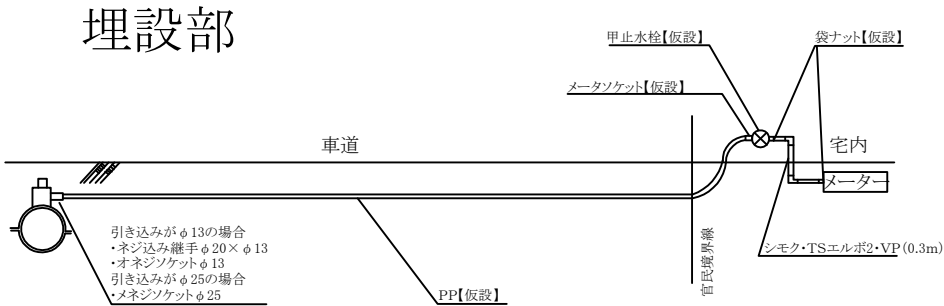 埋設部
甲止水栓【仮設】
袋ナット【仮設】
メータソケット【仮設】
車道
宅内
メーター
引き込みがφ13の場合
・ネジ込み継手φ20×φ13
・オネジソケットφ13
引き込みがφ25の場合
・メネジソケットφ25
PP【仮設】
官民境界線
シモク・TSエルボ2・VP(0.3m)